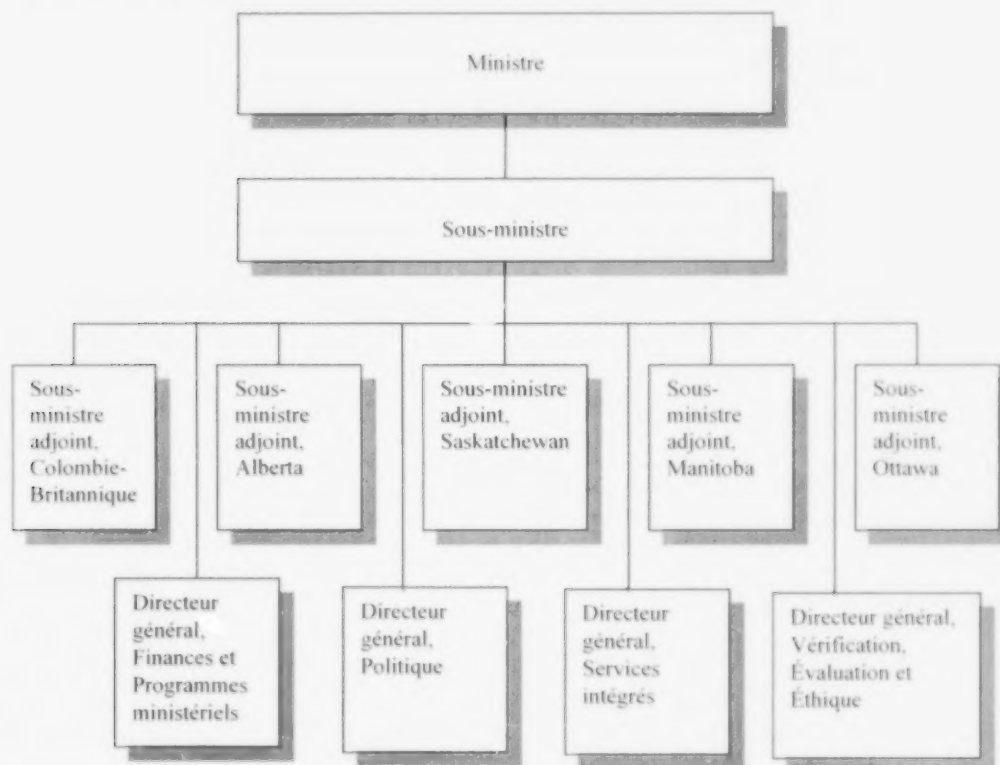 Ministre
Sous-ministre
Sous-
ministre
adjoint,
Colombie-
Britannique
Sous-
ministre
adjoint,
Alberta
Sous-ministre
adjoint,
Saskatchewan
Sous-
ministre
adjoint,
Manitoba
Sous-
ministre
adjoint,
Ottawa
Directeur
général,
Finances et
Programmes
ministériels
Directeur
général,
Politique
Directeur
général,
Services
intégrés
Directeur général,
Vérification,
Évaluation et
Éthique